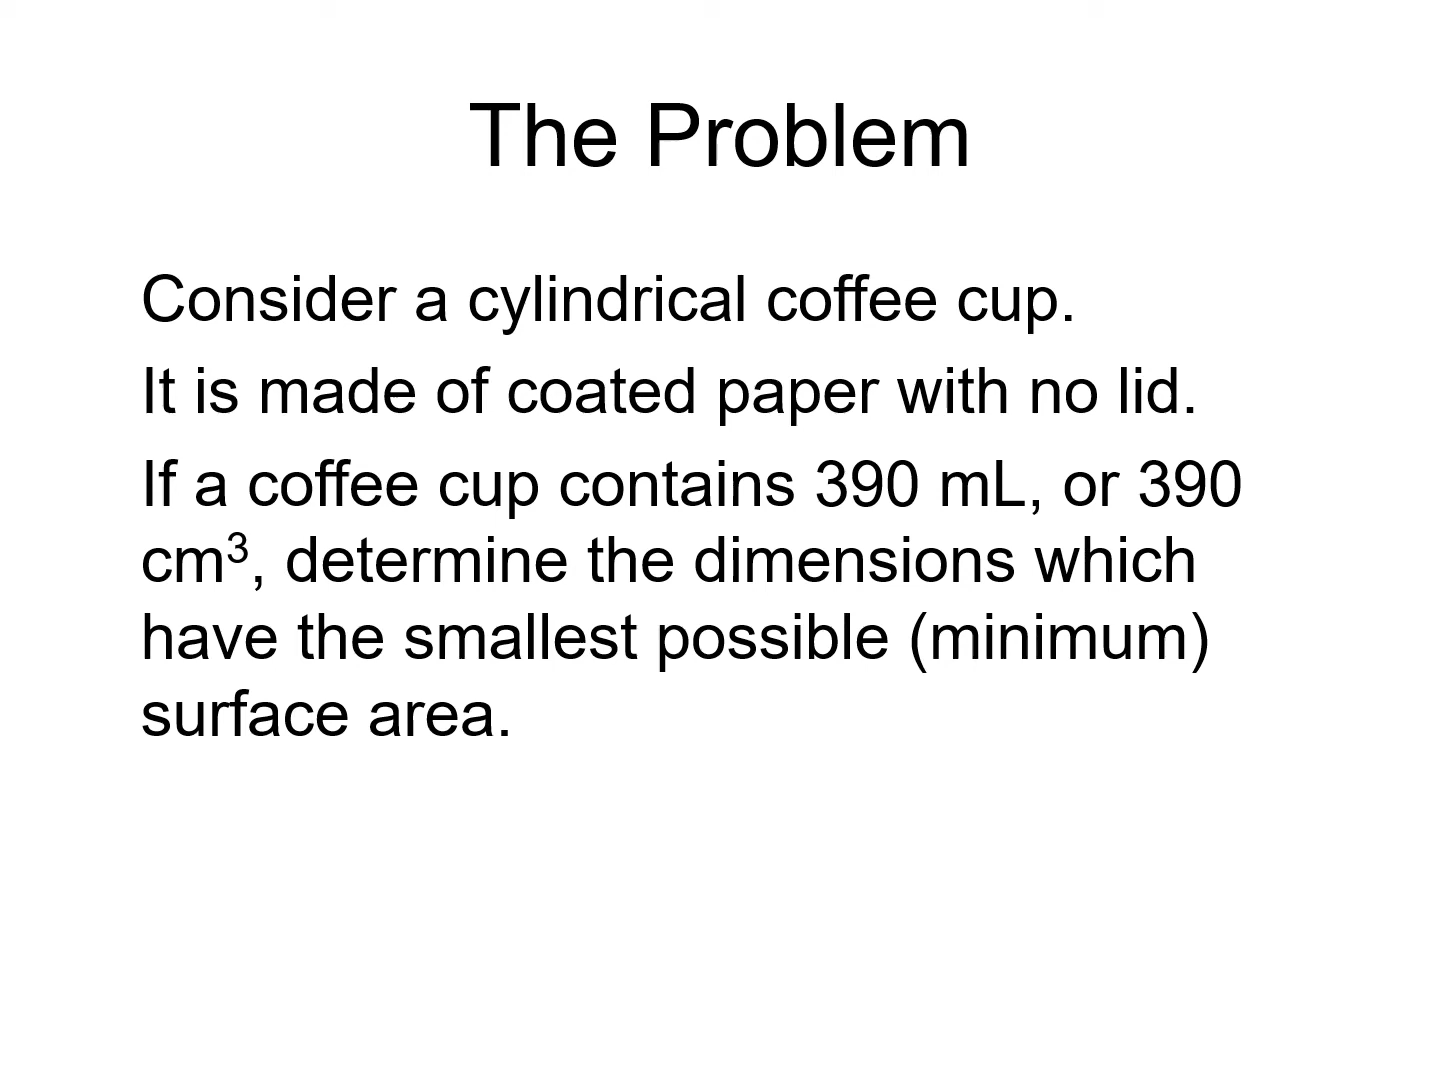 The Problem
Consider a cylindrical coffee cup.
It is made of coated paper with no lid.
If a coffee cup contains 390 mL, or 390
cm³, determine the dimensions which
have the smallest possible (minimum)
surface area.